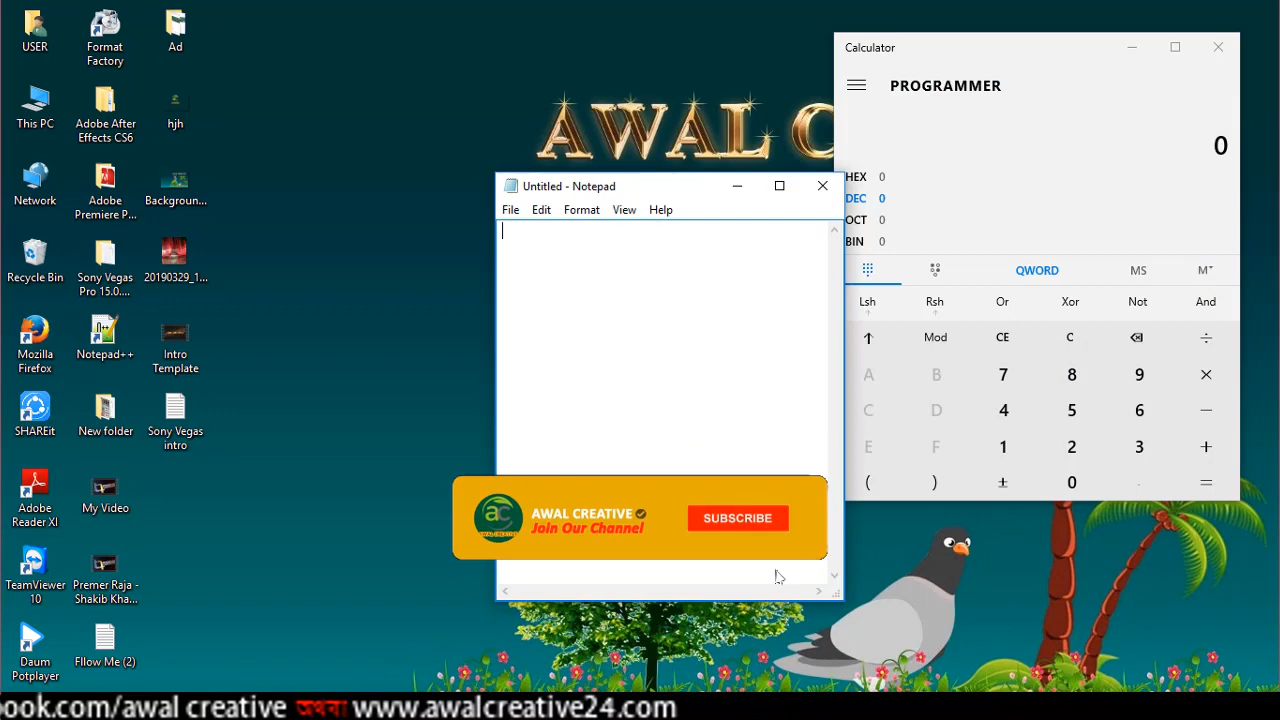 USER
Format
Factory
Ad
This PC
Adobe After
Effects CS6
hjh
Network
Adobe
Premiere P...
Backgroun...
Recycle Bin
Sony Vegas
Pro 15.0....
20190329_1...
Mozilla
Firefox
Notepad++
Intro
Template
SHAREit
New folder
Sony Vegas
intro
Adobe
Reader XI
My Video
TeamViewer
10
Premer Raja -
Shakib Kha...
Daum
Potplayer
Fllow Me (2)
AWAL C
Untitled - Notepad
File Edit Format View Help
ac
AWALCREATIVE
AWAL CREATIVE
Join Our Channel
SUBSCRIBE
Calculator
PROGRAMMER
0
HEX 0
DEC 0
OCT 0
BIN 0
QWORD MS M
Lsh Rsh Or Xor Not And
↑ Mod CE C ÷
A B 7 8 9 ×
C D 4 5 6 −
E F 1 2 3 +
( ) ± 0 . =
ook.com/awal creative অথবা www.awalcreative24.com